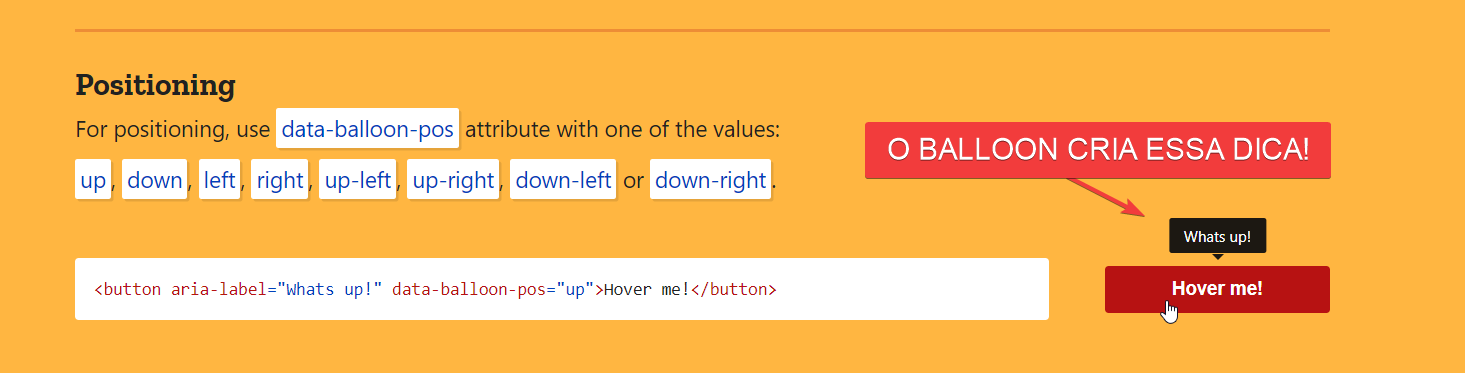 Positioning
For positioning, use data-balloon-pos attribute with one of the values:
up, down, left, right, up-left, up-right, down-left or down-right.
O BALLOON CRIA ESSA DICA!
Whats up!
<button aria-label="Whats up!" data-balloon-pos="up">Hover me!</button>
Hover me!